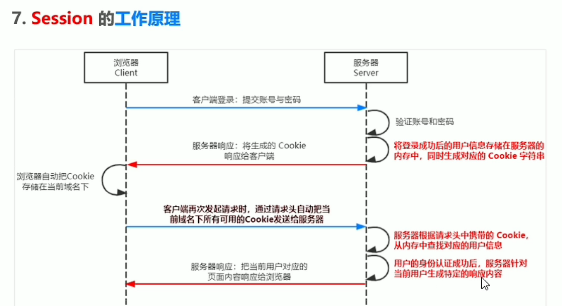 7. Session 的工作原理
浏览器
Client
服务器
Server
客户端登录：提交账号与密码
验证账号和密码
服务器响应：将生成的 Cookie
响应给客户端
将登录成功后的用户信息存储在服务器的
内存中，同时生成对应的 Cookie 字符串
浏览器自动把Cookie
存储在当前域名下
客户端再次发起请求时，通过请求头自动把当
前域名下所有可用的Cookie发送给服务器
服务器根据请求头中携带的 Cookie，
从内存中查找对应的用户信息
服务器响应：把当前用户对应的
页面内容响应给浏览器
用户的身份认证成功后，服务器针对
当前用户生成特定的响应内容